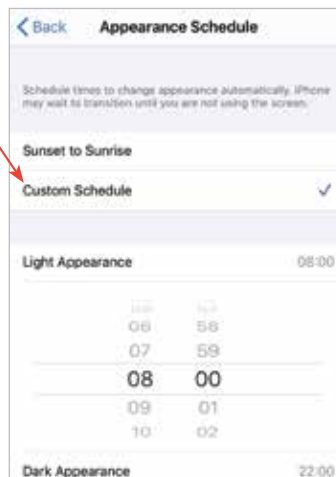 Back Appearance Schedule
Schedule times to change appearance automatically. iPhone
may wait to transition until you are not using the screen.
Sunset to Sunrise
Custom Schedule
Light Appearance 08:00
06 58
07 59
08 00
09 01
10 02
Dark Appearance 22:00